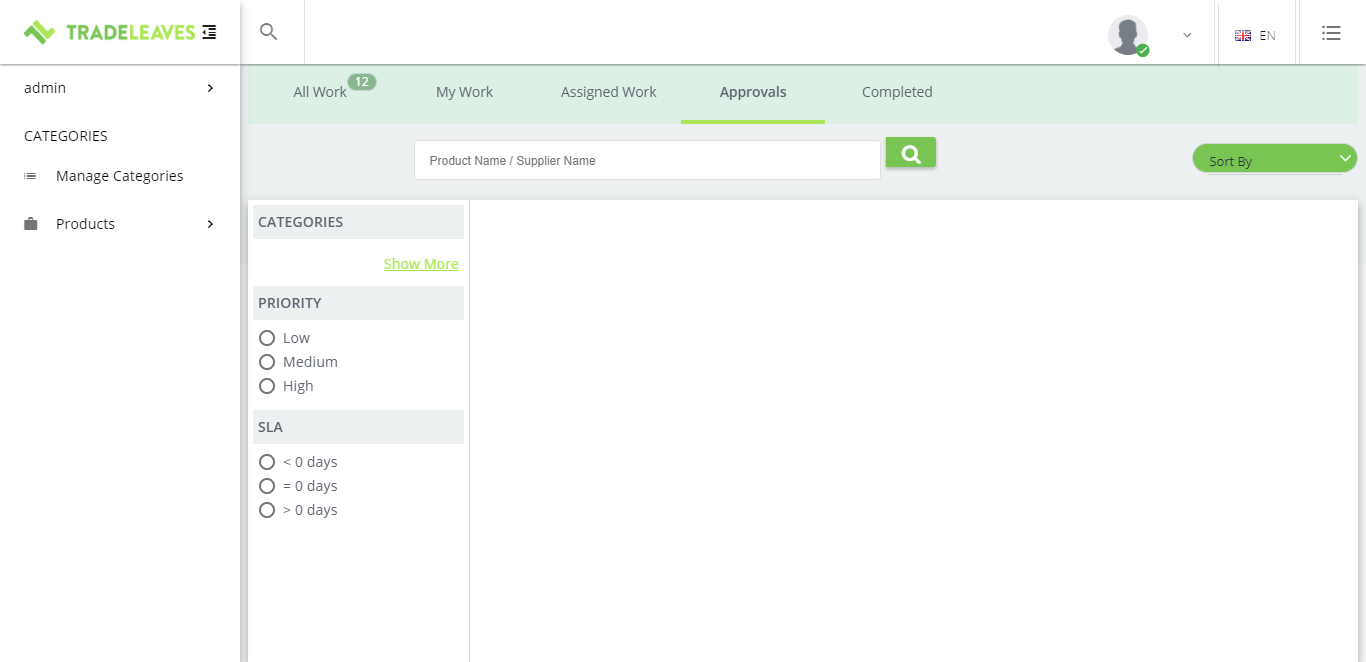 TRADELEAVES
EN
admin
CATEGORIES
Manage Categories
Products
All Work 12
My Work
Assigned Work
Approvals
Completed
Product Name / Supplier Name
Sort By
CATEGORIES
Show More
PRIORITY
Low
Medium
High
SLA
< 0 days
= 0 days
> 0 days